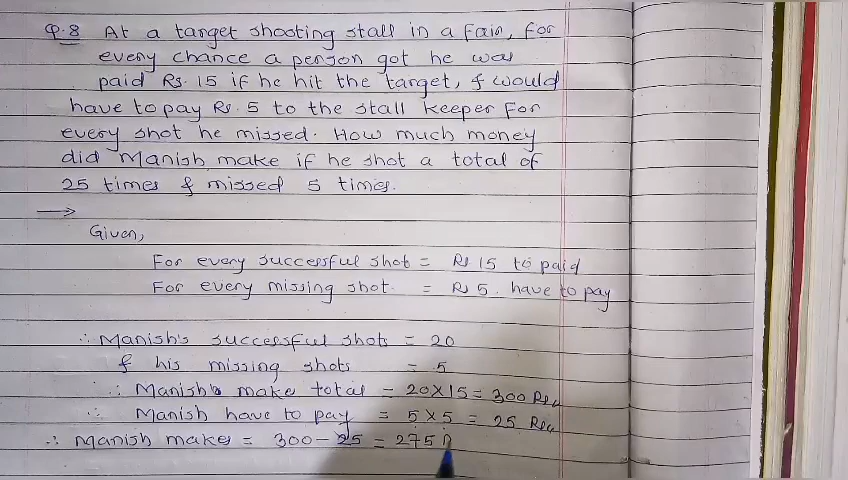 Q.8 At a target shooting stall in a fair, for
every chance a person got he was
paid Rs. 15 if he hit the target, & would
have to pay Rs. 5 to the stall keeper for
every shot he missed. How much money
did Manish make if he shot a total of
25 times & missed 5 times.
→
Given,
For every successful shot = Rs 15 to paid
For every missing shot. = Rs 5. have to pay
∴ Manish's successful shots = 20
& his missing shots = 5
∴ Manish's make total = 20×15 = 300 Rs
∴ Manish have to pay = 5×5 = 25 Rs
∴ Manish makes = 300 - 25 = 275